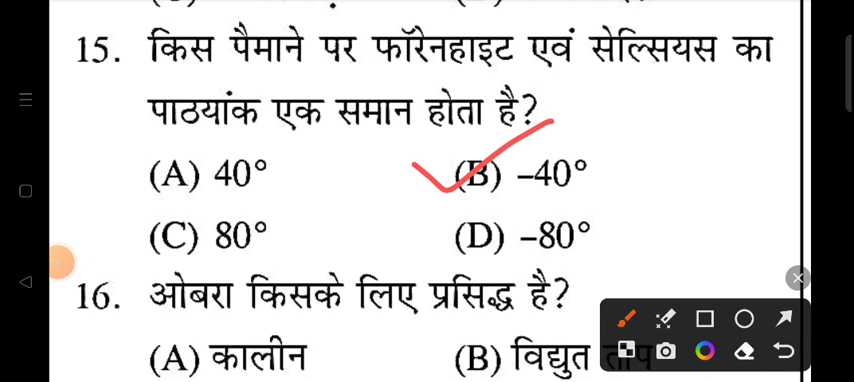 15. किस पैमाने पर फॉरेनहाइट एवं सेल्सियस का
पाठयांक एक समान होता है?
(A) 40° (B) –40°
(C) 80° (D) –80°
16. ओबरा किसके लिए प्रसिद्ध है?
(A) कालीन (B) विद्युत ताप